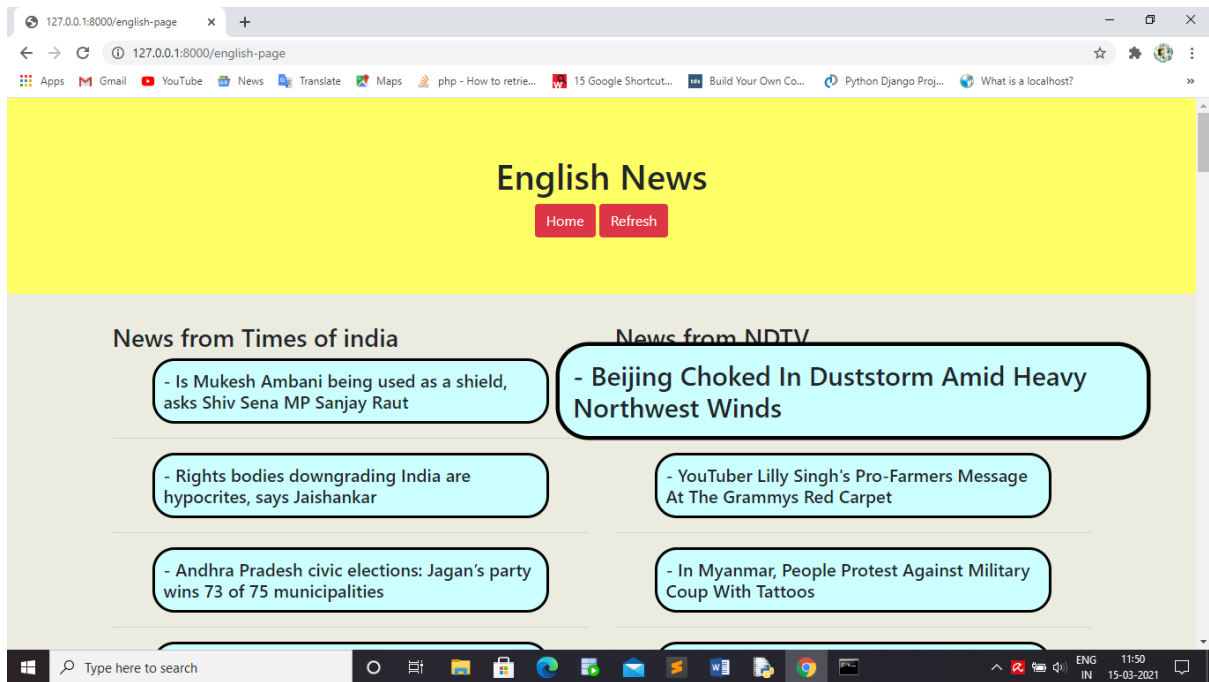 127.0.0.1:8000/english-page
127.0.0.1:8000/english-page
Apps Gmail YouTube News Translate Maps php - How to retrie... 15 Google Shortcut... Build Your Own Co... Python Django Proj... What is a localhost? »
English News
Home Refresh
News from Times of india
- Is Mukesh Ambani being used as a shield,
asks Shiv Sena MP Sanjay Raut
- Rights bodies downgrading India are
hypocrites, says Jaishankar
- Andhra Pradesh civic elections: Jagan’s party
wins 73 of 75 municipalities
News from NDTV
- Beijing Choked In Duststorm Amid Heavy
Northwest Winds
- YouTuber Lilly Singh's Pro-Farmers Message
At The Grammys Red Carpet
- In Myanmar, People Protest Against Military
Coup With Tattoos
Type here to search
ENG 11:50
IN 15-03-2021